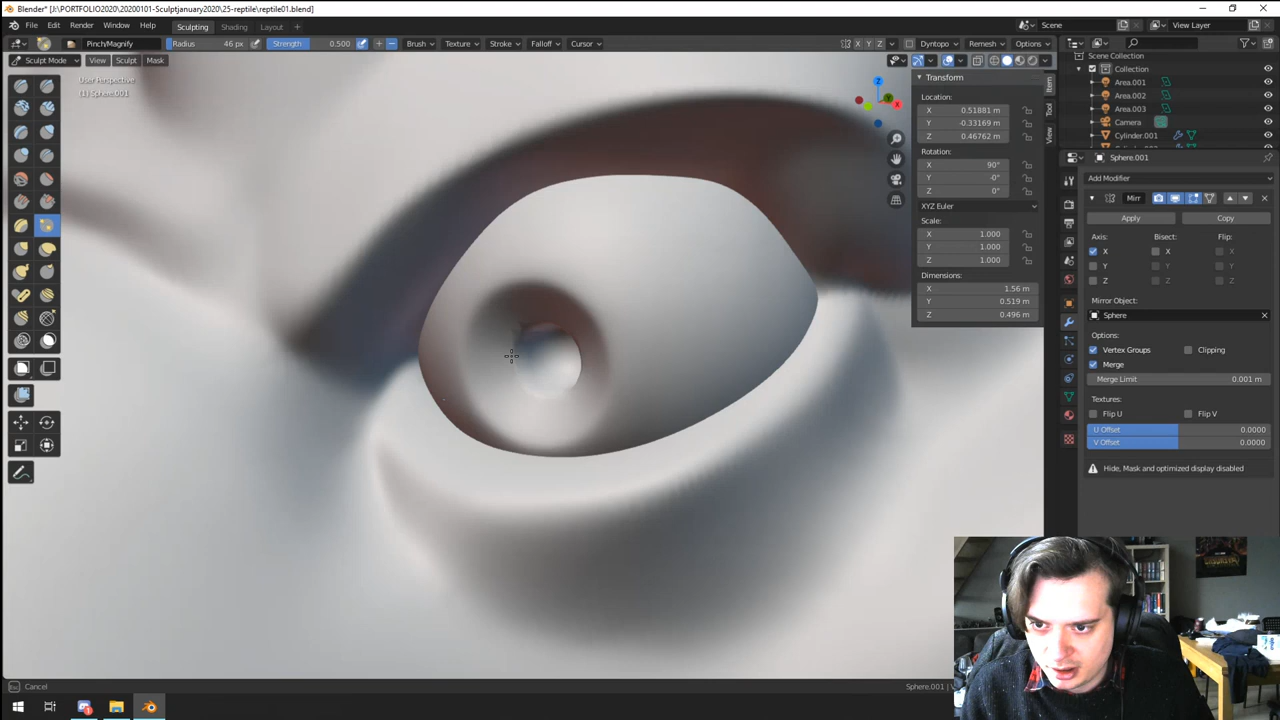 Blender* [J:\PORTFOLIO2020\20200101-Sculptjanuary2020\25-reptile\reptile01.blend]
File Edit Render Window Help Sculpting Shading Layout Scene View Layer
Pinch/Magnify Radius 46 px Strength 0.500 Brush Texture Stroke Falloff Cursor X Y Z Dyntopo Remesh Options
Sculpt Mode View Sculpt Mask
User Perspective
(1) Sphere.001
Transform
Location:
X 0.51881 m
Y -0.33169 m
Z 0.46762 m
Rotation:
X 90°
Y -0°
Z 0°
XYZ Euler
Scale:
X 1.000
Y 1.000
Z 1.000
Dimensions:
X 1.56 m
Y 0.519 m
Z 0.496 m
Item
Tool
View
Scene Collection
Collection
Area.001
Area.002
Area.003
Camera
Cylinder.001
Sphere.001
Add Modifier
Mirr
Apply Copy
Axis: Bisect: Flip:
X X X
Y Y Y
Z Z Z
Mirror Object:
Sphere
Options:
Vertex Groups Clipping
Merge
Merge Limit 0.001 m
Textures:
Flip U Flip V
U Offset 0.0000
V Offset 0.0000
Hide, Mask and optimized display disabled
Cancel
Sphere.001 |